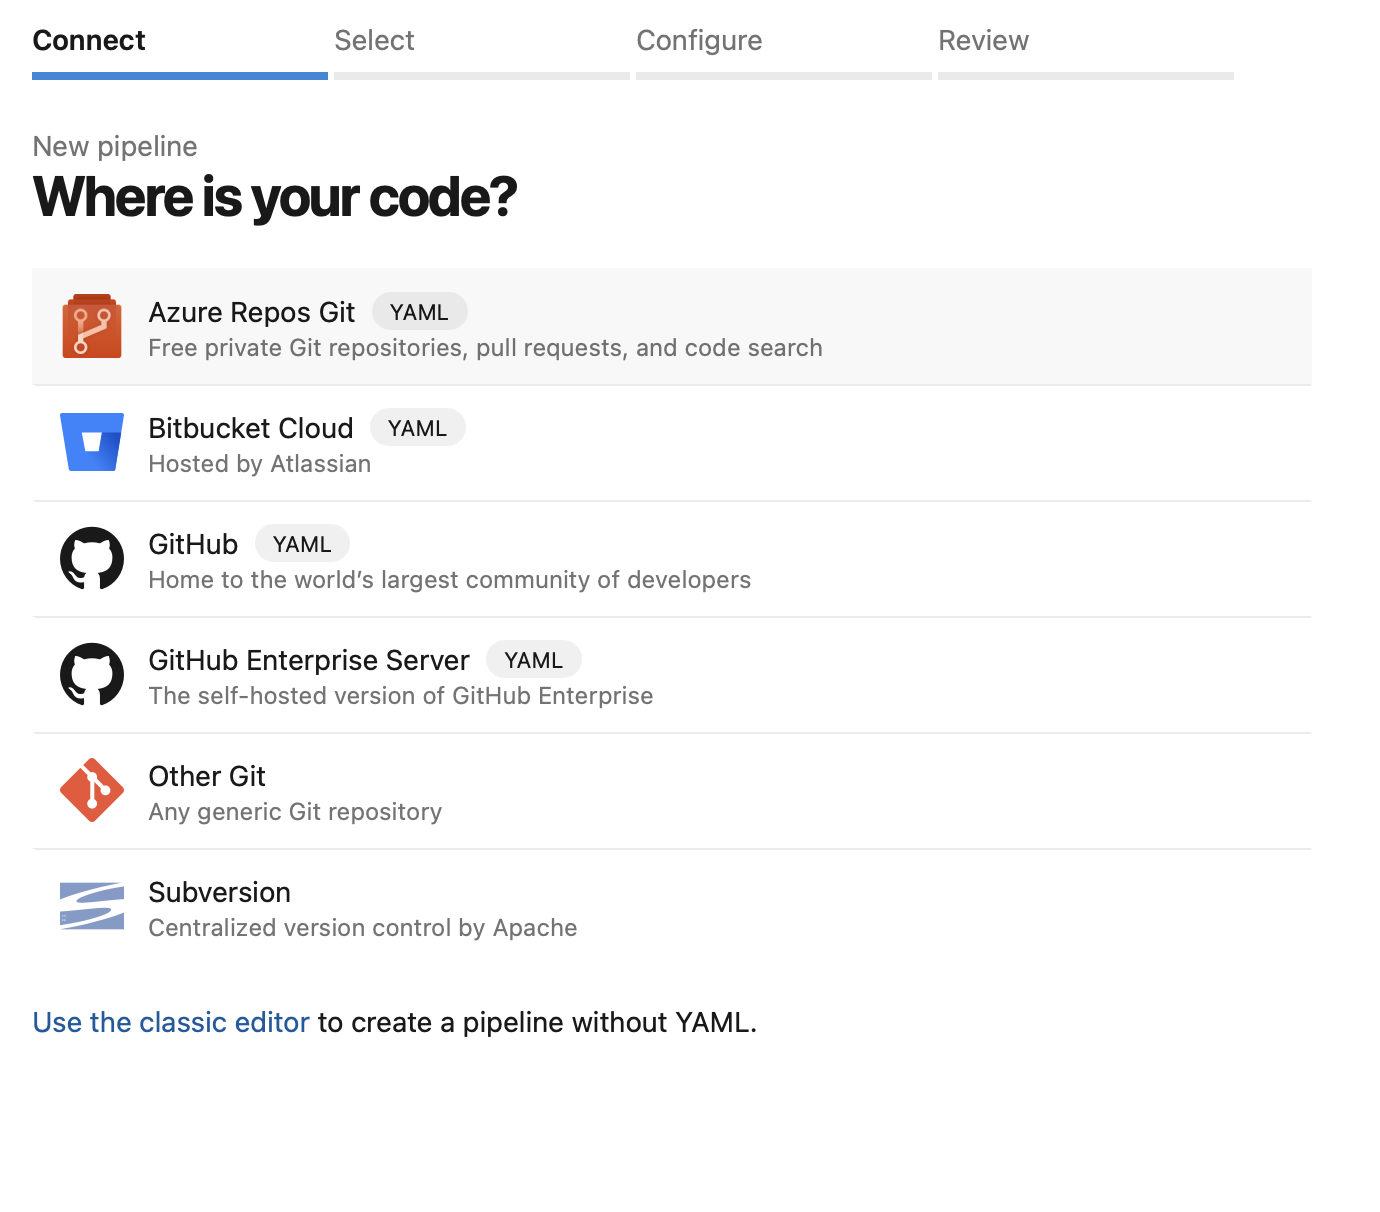 Connect
Select
Configure
Review
New pipeline
Where is your code?
Azure Repos Git YAML
Free private Git repositories, pull requests, and code search
Bitbucket Cloud YAML
Hosted by Atlassian
GitHub YAML
Home to the world’s largest community of developers
GitHub Enterprise Server YAML
The self-hosted version of GitHub Enterprise
Other Git
Any generic Git repository
Subversion
Centralized version control by Apache
Use the classic editor to create a pipeline without YAML.